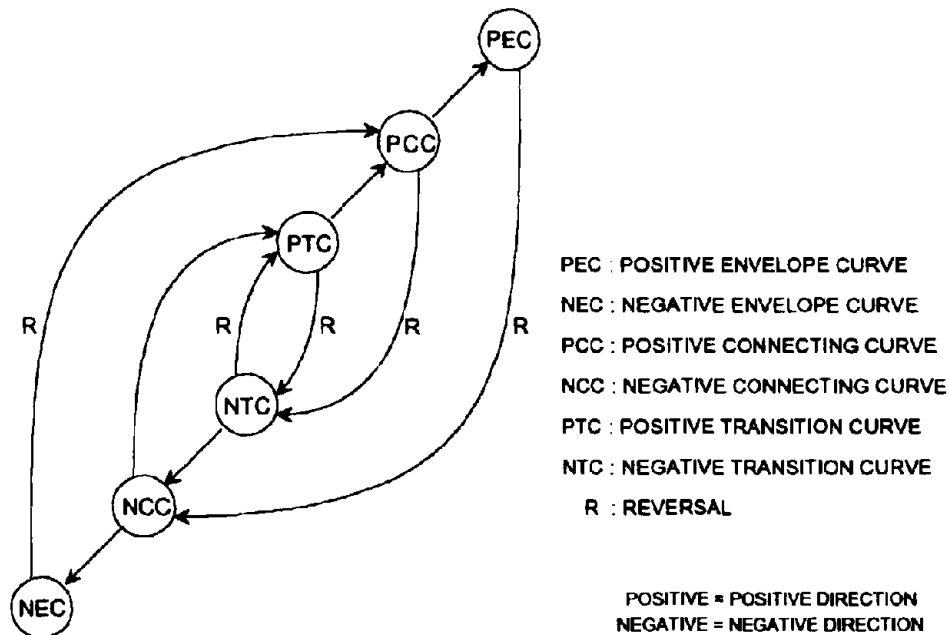 PEC
PCC
PTC
R
R
R
R
R
NTC
NCC
NEC
PEC : POSITIVE ENVELOPE CURVE
NEC : NEGATIVE ENVELOPE CURVE
PCC : POSITIVE CONNECTING CURVE
NCC : NEGATIVE CONNECTING CURVE
PTC : POSITIVE TRANSITION CURVE
NTC : NEGATIVE TRANSITION CURVE
R : REVERSAL
POSITIVE = POSITIVE DIRECTION
NEGATIVE = NEGATIVE DIRECTION